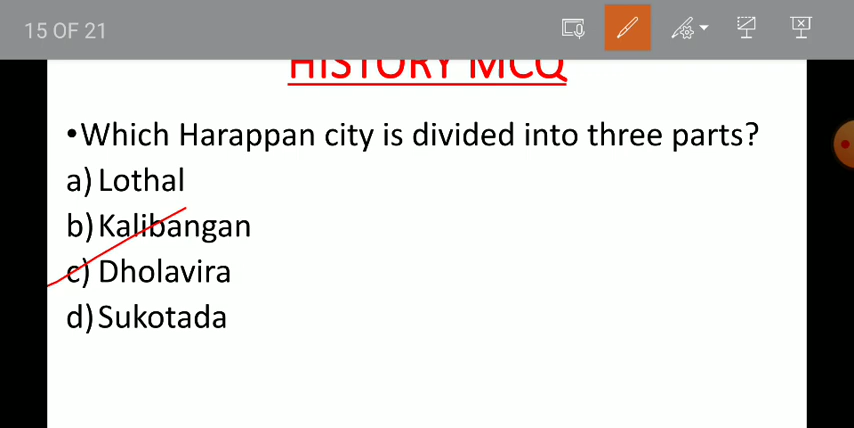 15 OF 21
HISTORY MCQ
•Which Harappan city is divided into three parts?
a) Lothal
b) Kalibangan
c) Dholavira
d) Sukotada